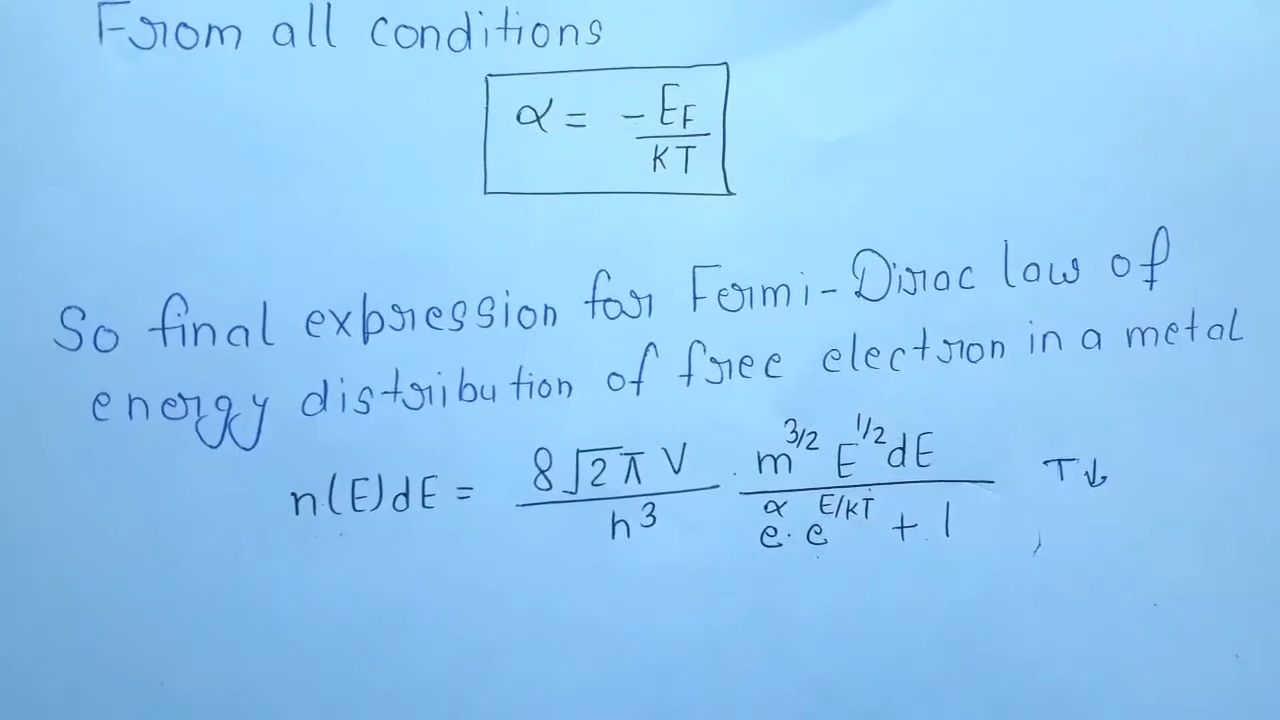 From all conditions
α = - E_F / KT
So final expression for Fermi-Dirac law of
energy distribution of free electron in a metal
n(E)dE = 8√2 π V / h³ . m^3/2 E^1/2 dE / e^α . e^E/kT + 1 T↓